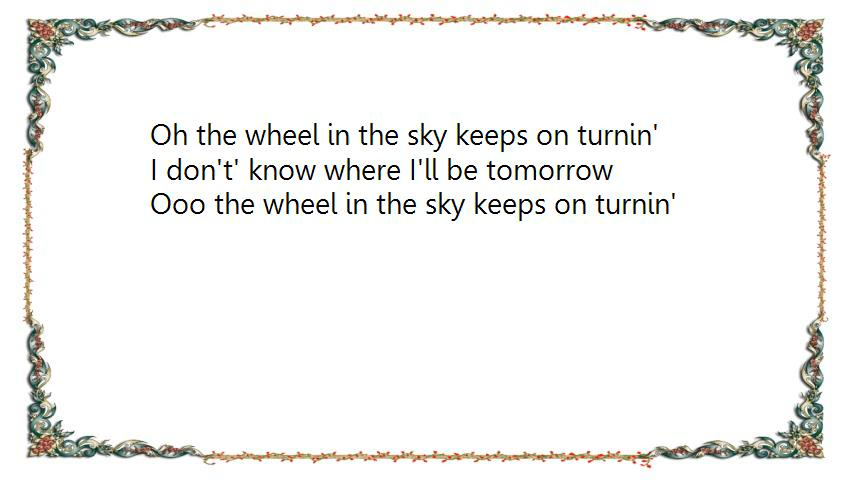 Oh the wheel in the sky keeps on turnin'
I don't' know where I'll be tomorrow
Ooo the wheel in the sky keeps on turnin'